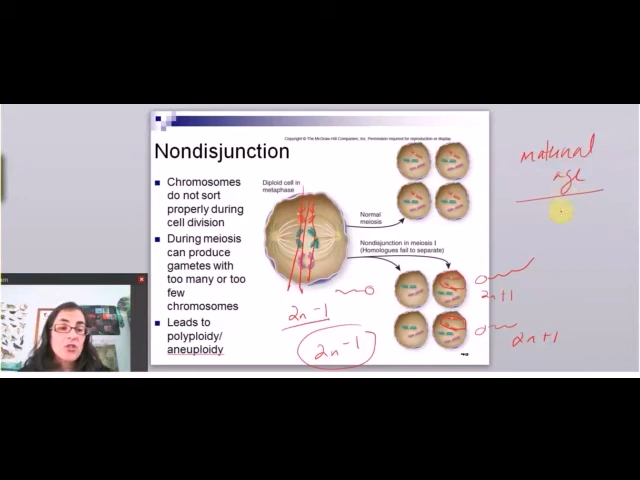 Copyright © The McGraw-Hill Companies, Inc. Permission required for reproduction or display.
Nondisjunction
Chromosomes
do not sort
properly during
cell division
During meiosis
can produce
gametes with
too many or too
few
chromosomes
Leads to
polyploidy/
aneuploidy
Diploid cell in
metaphase
Normal
meiosis
Nondisjunction in meiosis I
(Homologues fail to separate)
2n-1
2n-1
2n+1
2n+1
maternal
age